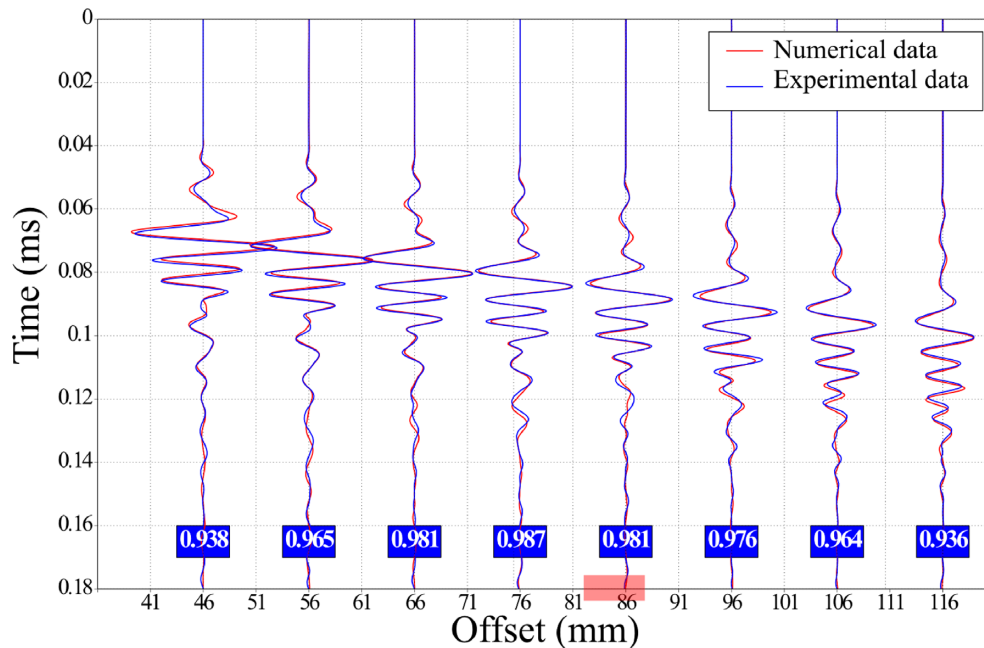 0
0.02
0.04
0.06
0.08
0.1
0.12
0.14
0.16
0.18
Time (ms)
Numerical data
Experimental data
0.938 0.965 0.981 0.987 0.981 0.976 0.964 0.936
41 46 51 56 61 66 71 76 81 86 91 96 101 106 111 116
Offset (mm)